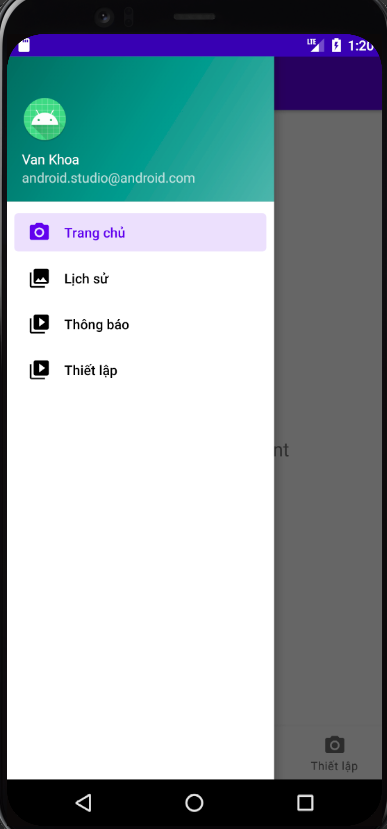 LTE 1:20
Van Khoa
android.studio@android.com
Trang chủ
Lịch sử
Thông báo
Thiết lập
nt
Thiết lập